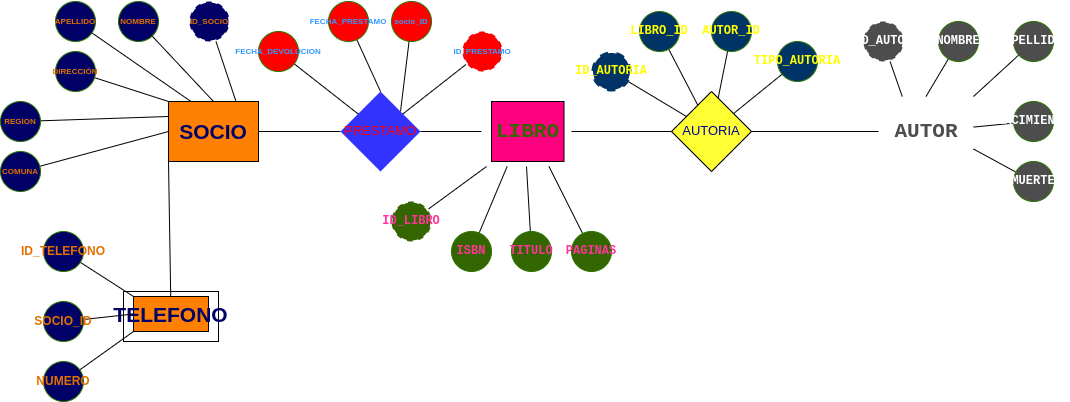 APELLIDO
NOMBRE
ID_SOCIO
DIRECCIÓN
REGION
COMUNA
SOCIO
FECHA_DEVOLUCION
FECHA_PRESTAMO
socio_ID
ID_PRESTAMO
PRESTAMO
LIBRO
ID_LIBRO
ISBN
TITULO
PAGINAS
ID_AUTORIA
LIBRO_ID
AUTOR_ID
TIPO_AUTORIA
AUTORIA
D_AUTO
NOMBRE
PELLID
CIMIEN
MUERTE
AUTOR
ID_TELEFONO
SOCIO_ID
NUMERO
TELEFONO